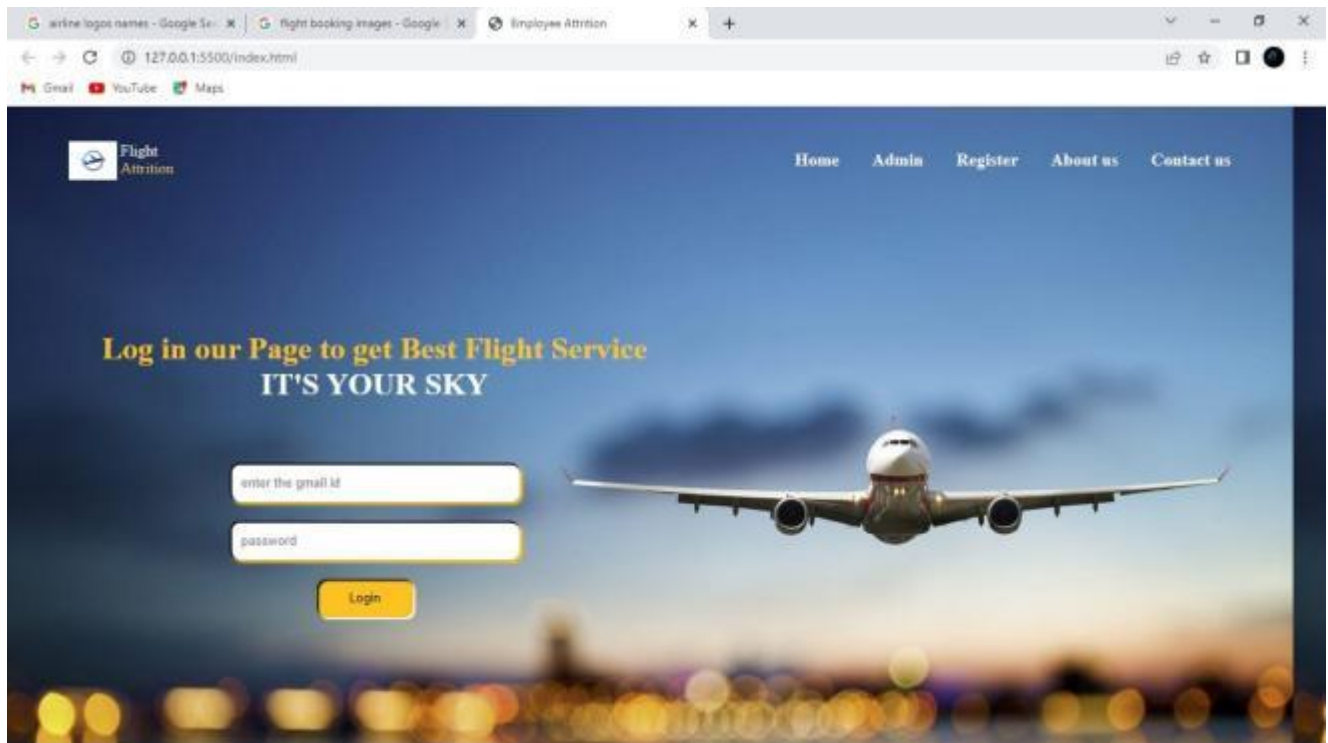 airline logos names - Google Se
flight booking images - Google
Employee Attrition
127.0.0.1:5500/index.html
Gmail
YouTube
Maps
Flight
Attrition
Home
Admin
Register
About us
Contact us
Log in our Page to get Best Flight Service
IT'S YOUR SKY
enter the gmail id
password
Login